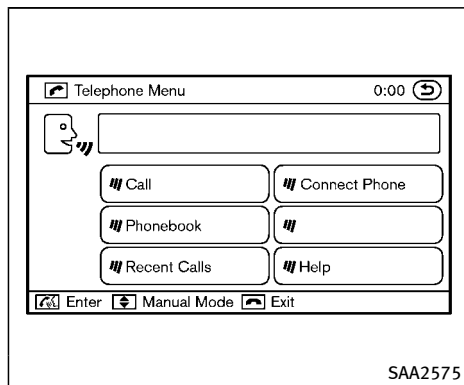 Telephone Menu 0:00
Call Connect Phone
Phonebook
Recent Calls Help
Enter Manual Mode Exit
SAA2575